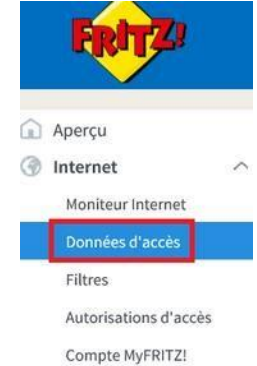 FRITZ!
Aperçu
Internet
Moniteur Internet
Données d'accès
Filtres
Autorisations d'accès
Compte MyFRITZ!